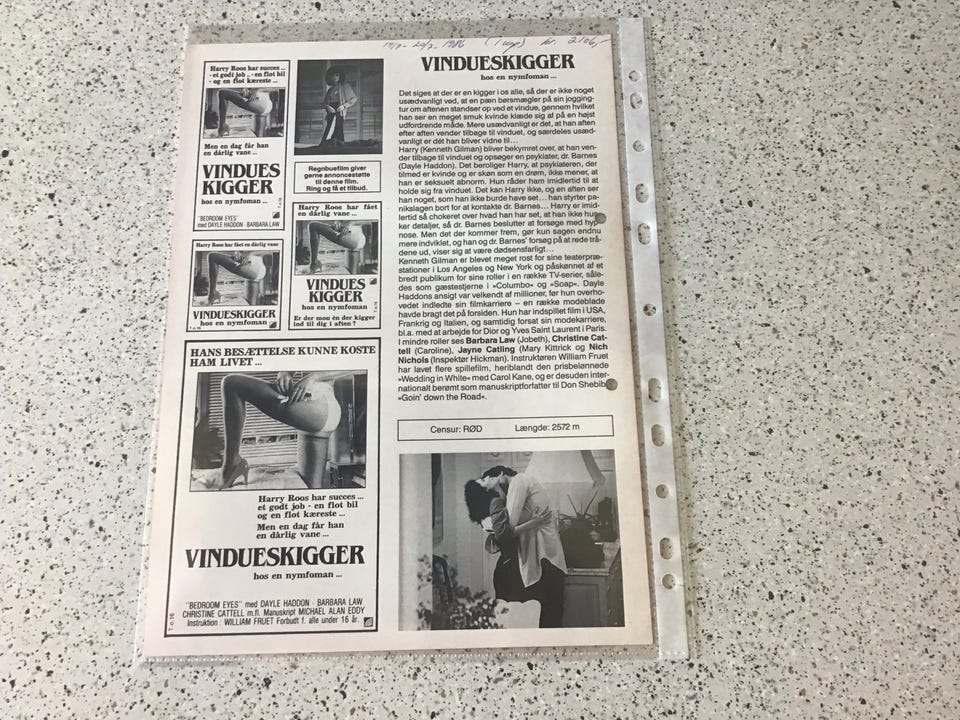 1986
Harry Roos har succes ...
- et godt job .. - en flot bil
- og en flot kæreste ...
Men en dag får han
en dårlig vane ...
VINDUES
KIGGER
hos en nymfoman ...
"BEDROOM EYES"
med DAYLE HADDON - BARBARA LAW
Regnbuefilm giver
gerne annoncestøtte
til denne film.
Ring og få et tilbud.
Harry Roos har fået en dårlig vane
VINDUESKIGGER
hos en nymfoman ...
Harry Roos har fået
en dårlig vane ...
VINDUES
KIGGER
hos en nymfoman ...
Er der mon én der kigger
ind til dig i aften ?
HANS BESÆTTELSE KUNNE KOSTE
HAM LIVET ...
Harry Roos har succes ...
et godt job - en flot bil
og en flot kæreste ...
Men en dag får han
en dårlig vane ...
VINDUESKIGGER
hos en nymfoman ...
"BEDROOM EYES" med DAYLE HADDON - BARBARA LAW
CHRISTINE CATTELL m.fl. Manuskript MICHAEL ALAN EDDY
Instruktion : WILLIAM FRUET Forbudt f. alle under 16 år.
VINDUESKIGGER
hos en nymfoman ...
Det siges at der er en kigger i os alle, så der er ikke noget
usædvanligt ved, at en pæn børsmægler på sin jogging-
tur om aftenen standser op ved et vindue, gennem hvilket
han ser en meget smuk kvinde klæde sig af på en højst
udfordrende måde. Mere usædvanligt er det, at han aften
efter aften vender tilbage til vinduet, og særdeles usæd-
vanligt er dét han bliver vidne til...
Harry (Kenneth Gilman) bliver bekymret over, at han ven-
der tilbage til vinduet og opsøger en psykiater, dr. Barnes
(Dayle Haddon). Det beroliger Harry, at psykiateren, der
tilmed er kvinde og er skøn som en drøm, ikke mener, at
han er seksuelt abnorm. Hun råder ham imidlertid til at
holde sig fra vinduet. Det kan Harry ikke, og en aften ser
han noget, som han ikke burde have set... han styrter pa-
nikslagen bort for at kontakte dr. Barnes... Harry er imid-
lertid så chokeret over hvad han har set, at han ikke hus-
ker detaljer, så dr. Barnes beslutter at forsøge med hyp-
nose. Men det der kommer frem, gør kun sagen endnu
mere indviklet, og han og dr. Barnes' forsøg på at rede trå-
dene ud, viser sig at være dødsensfarligt...
Kenneth Gilman er blevet meget rost for sine teaterpræ-
stationer i Los Angeles og New York og påskønnet af et
bredt publikum for sine roller i en række TV-serier, såle-
des som gæstestjerne i »Columbo« og »Soap«. Dayle
Haddons ansigt var velkendt af millioner, før hun overho-
vedet indledte sin filmkarriere – en række modeblade
havde bragt det på forsiden. Hun har indspillet film i USA,
Frankrig og Italien, og samtidig forsat sin modekarriere,
bl.a. med at arbejde for Dior og Yves Saint Laurent i Paris.
I mindre roller ses Barbara Law (Jobeth), Christine Cat-
tell (Caroline), Jayne Catling (Mary Kittrick og Nich
Nichols (Inspektør Hickman). Instruktøren William Fruet
har lavet flere spillefilm, heriblandt den prisbelønnede
»Wedding in White« med Carol Kane, og er desuden inter-
nationalt berømt som manuskriptforfatter til Don Shebib
»Goin' down the Road«.
Censur: RØD Længde: 2572 m